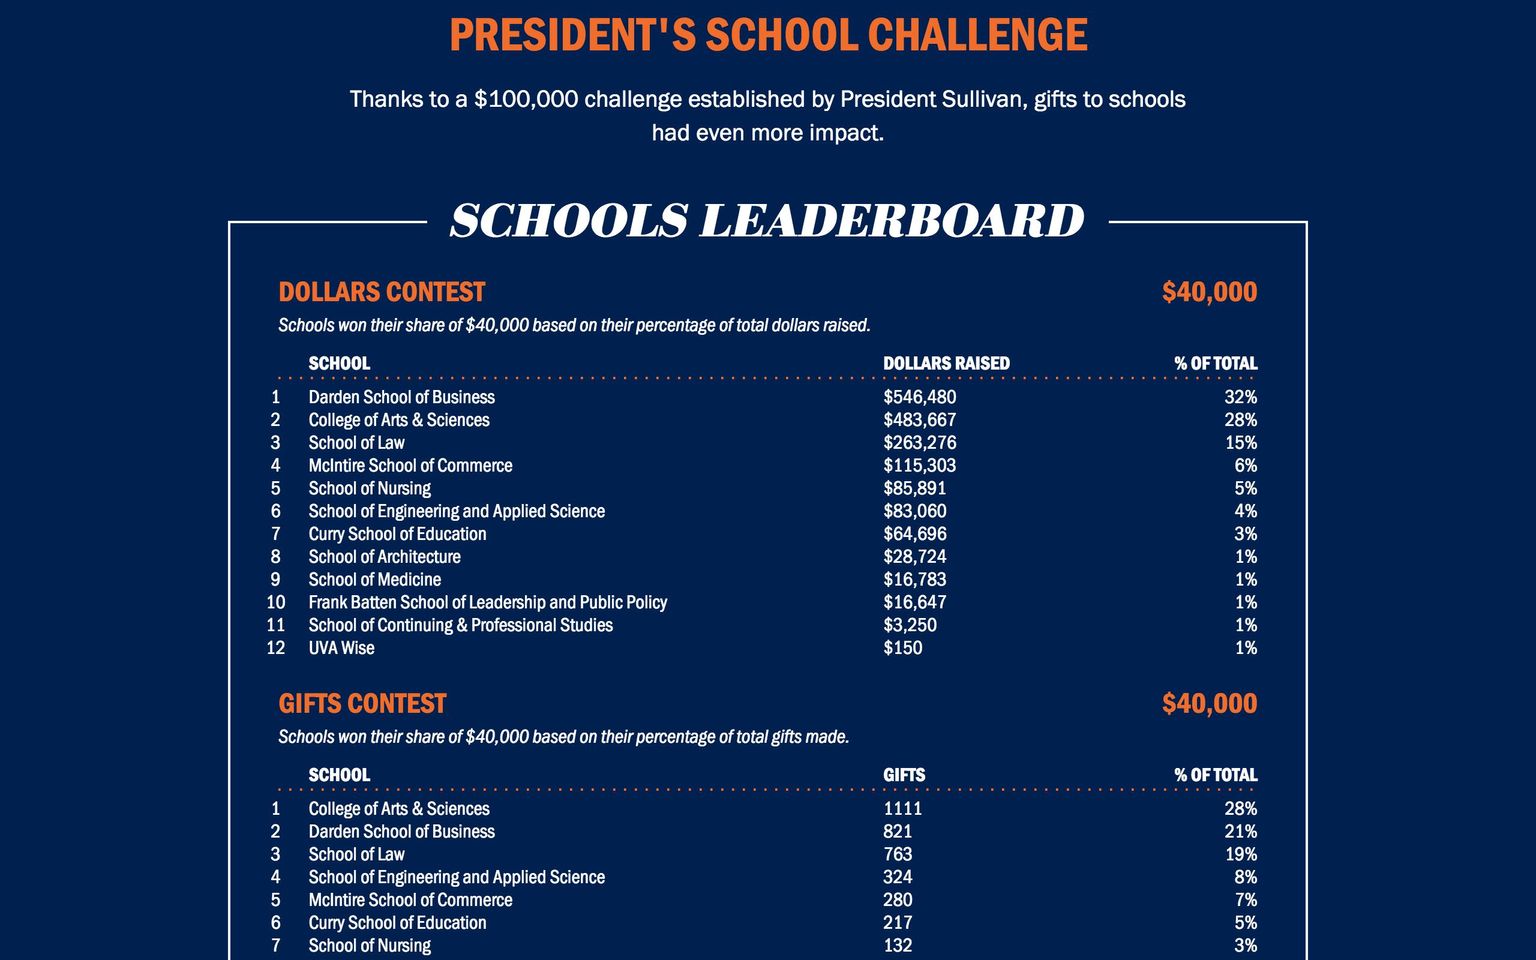 PRESIDENT'S SCHOOL CHALLENGE
Thanks to a $100,000 challenge established by President Sullivan, gifts to schools
had even more impact.
SCHOOLS LEADERBOARD
DOLLARS CONTEST $40,000
Schools won their share of $40,000 based on their percentage of total dollars raised.
SCHOOL DOLLARS RAISED % OF TOTAL
1 Darden School of Business $546,480 32%
2 College of Arts & Sciences $483,667 28%
3 School of Law $263,276 15%
4 McIntire School of Commerce $115,303 6%
5 School of Nursing $85,891 5%
6 School of Engineering and Applied Science $83,060 4%
7 Curry School of Education $64,696 3%
8 School of Architecture $28,724 1%
9 School of Medicine $16,783 1%
10 Frank Batten School of Leadership and Public Policy $16,647 1%
11 School of Continuing & Professional Studies $3,250 1%
12 UVA Wise $150 1%
GIFTS CONTEST $40,000
Schools won their share of $40,000 based on their percentage of total gifts made.
SCHOOL GIFTS % OF TOTAL
1 College of Arts & Sciences 1111 28%
2 Darden School of Business 821 21%
3 School of Law 763 19%
4 School of Engineering and Applied Science 324 8%
5 McIntire School of Commerce 280 7%
6 Curry School of Education 217 5%
7 School of Nursing 132 3%